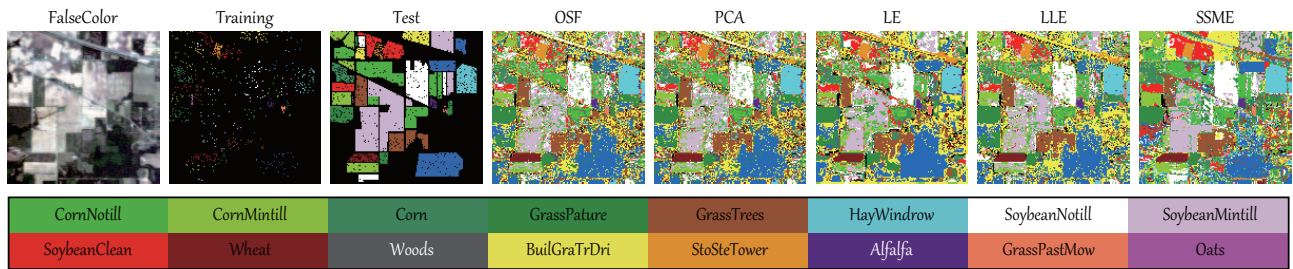 FalseColor Training Test OSF PCA LE LLE SSME
CornNotill CornMintill Corn GrassPature GrassTrees HayWindrow SoybeanNotill SoybeanMintill
SoybeanClean Wheat Woods BuilGraTrDri StoSteTower Alfalfa GrassPastMow Oats